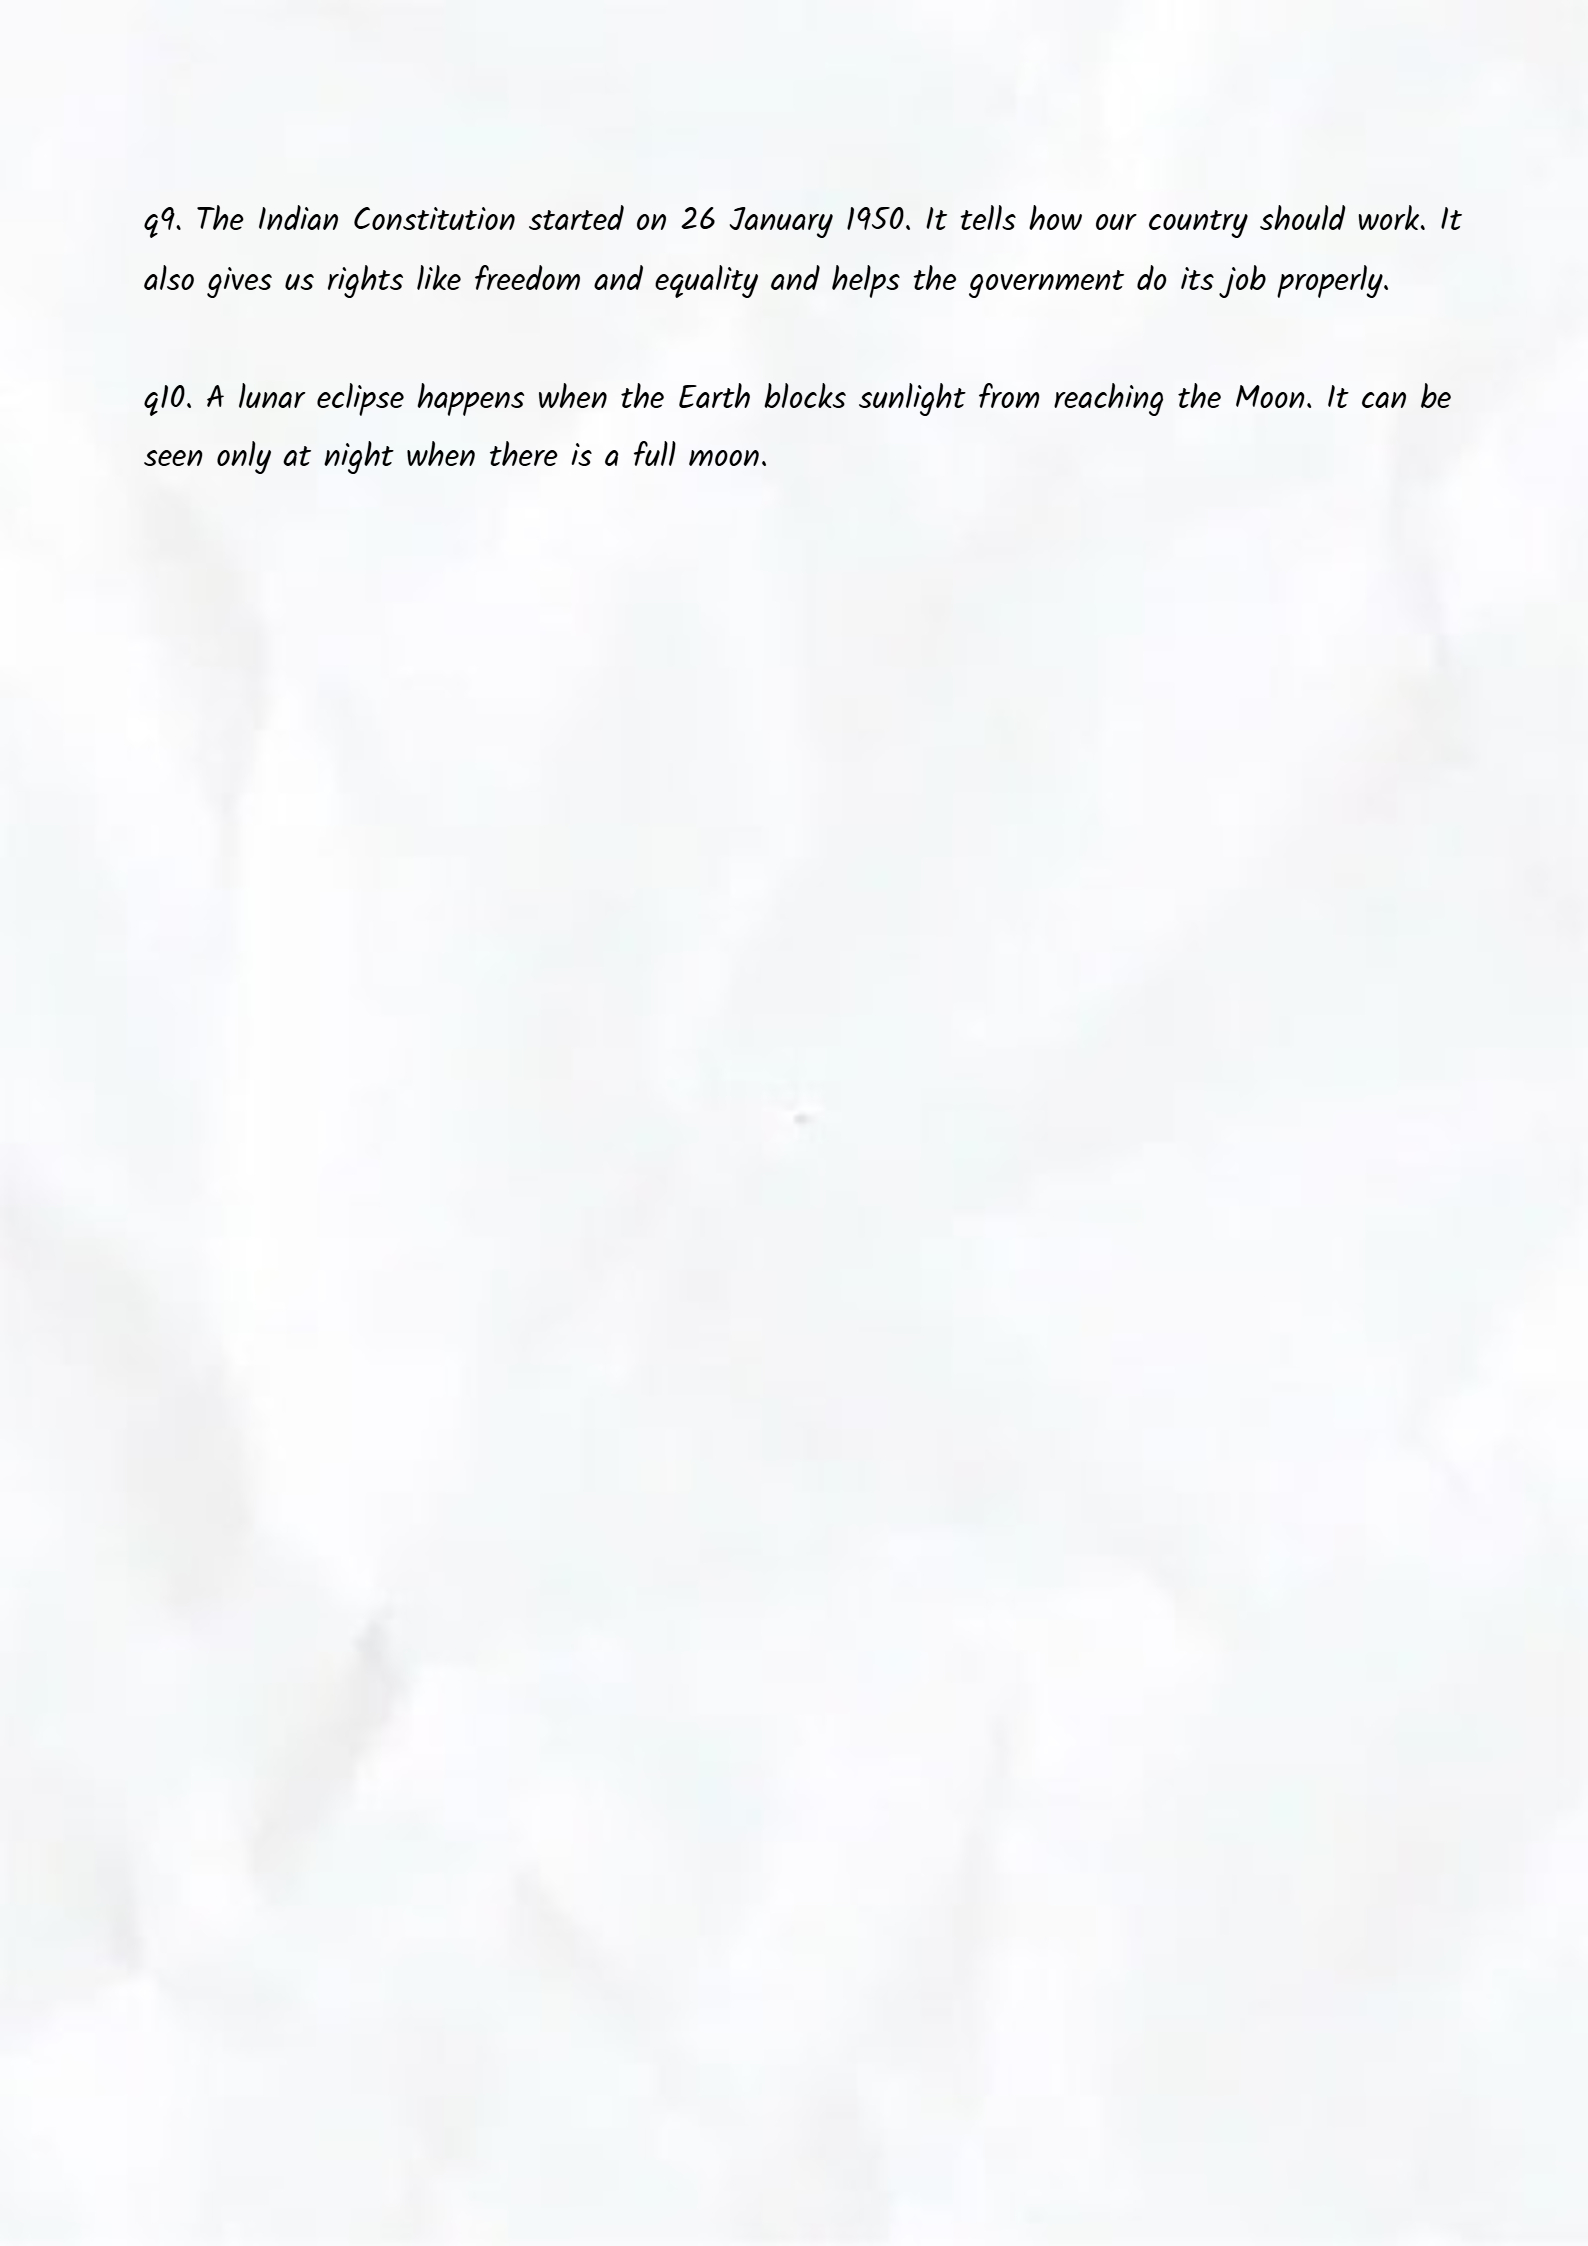 q9. The Indian Constitution started on 26 January 1950. It tells how our country should work. It
also gives us rights like freedom and equality and helps the government do its job properly.
q10. A lunar eclipse happens when the Earth blocks sunlight from reaching the Moon. It can be
seen only at night when there is a full moon.